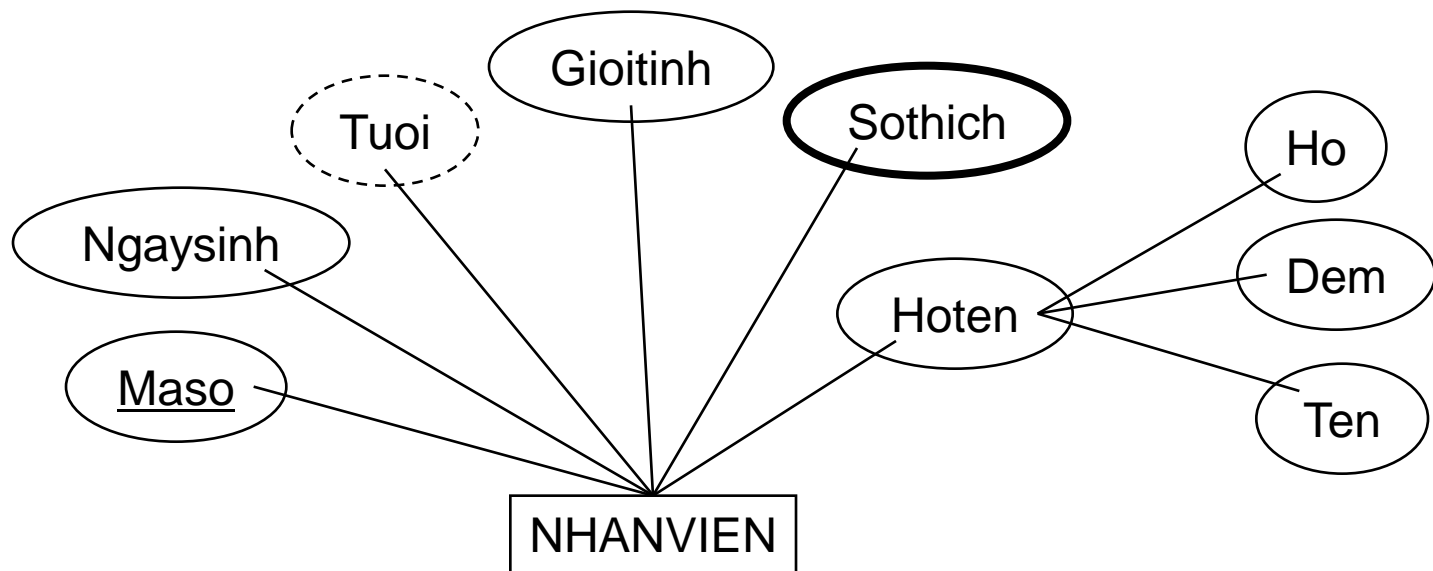 Gioitinh
Sothich
Tuoi
Ho
Ngaysinh
Dem
Hoten
Maso
Ten
NHANVIEN